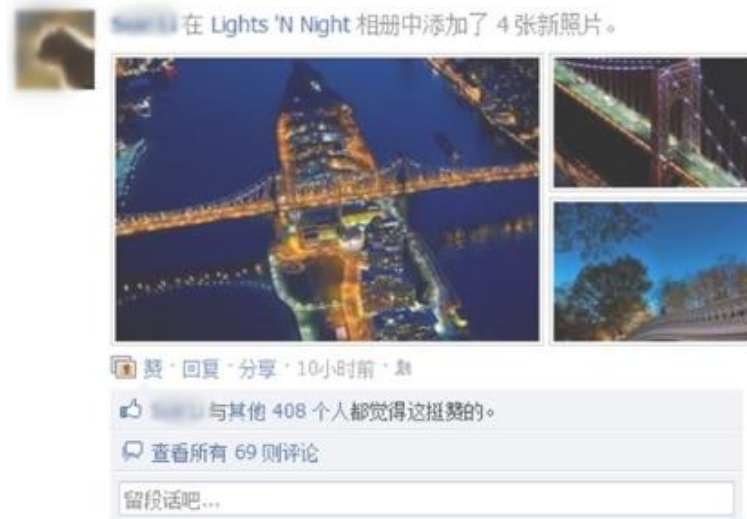 在 Lights 'N Night 相册中添加了 4 张新照片。
赞 · 回复 · 分享 · 10小时前 ·
与其他 408 个人都觉得这挺赞的。
查看所有 69 则评论
留段话吧...